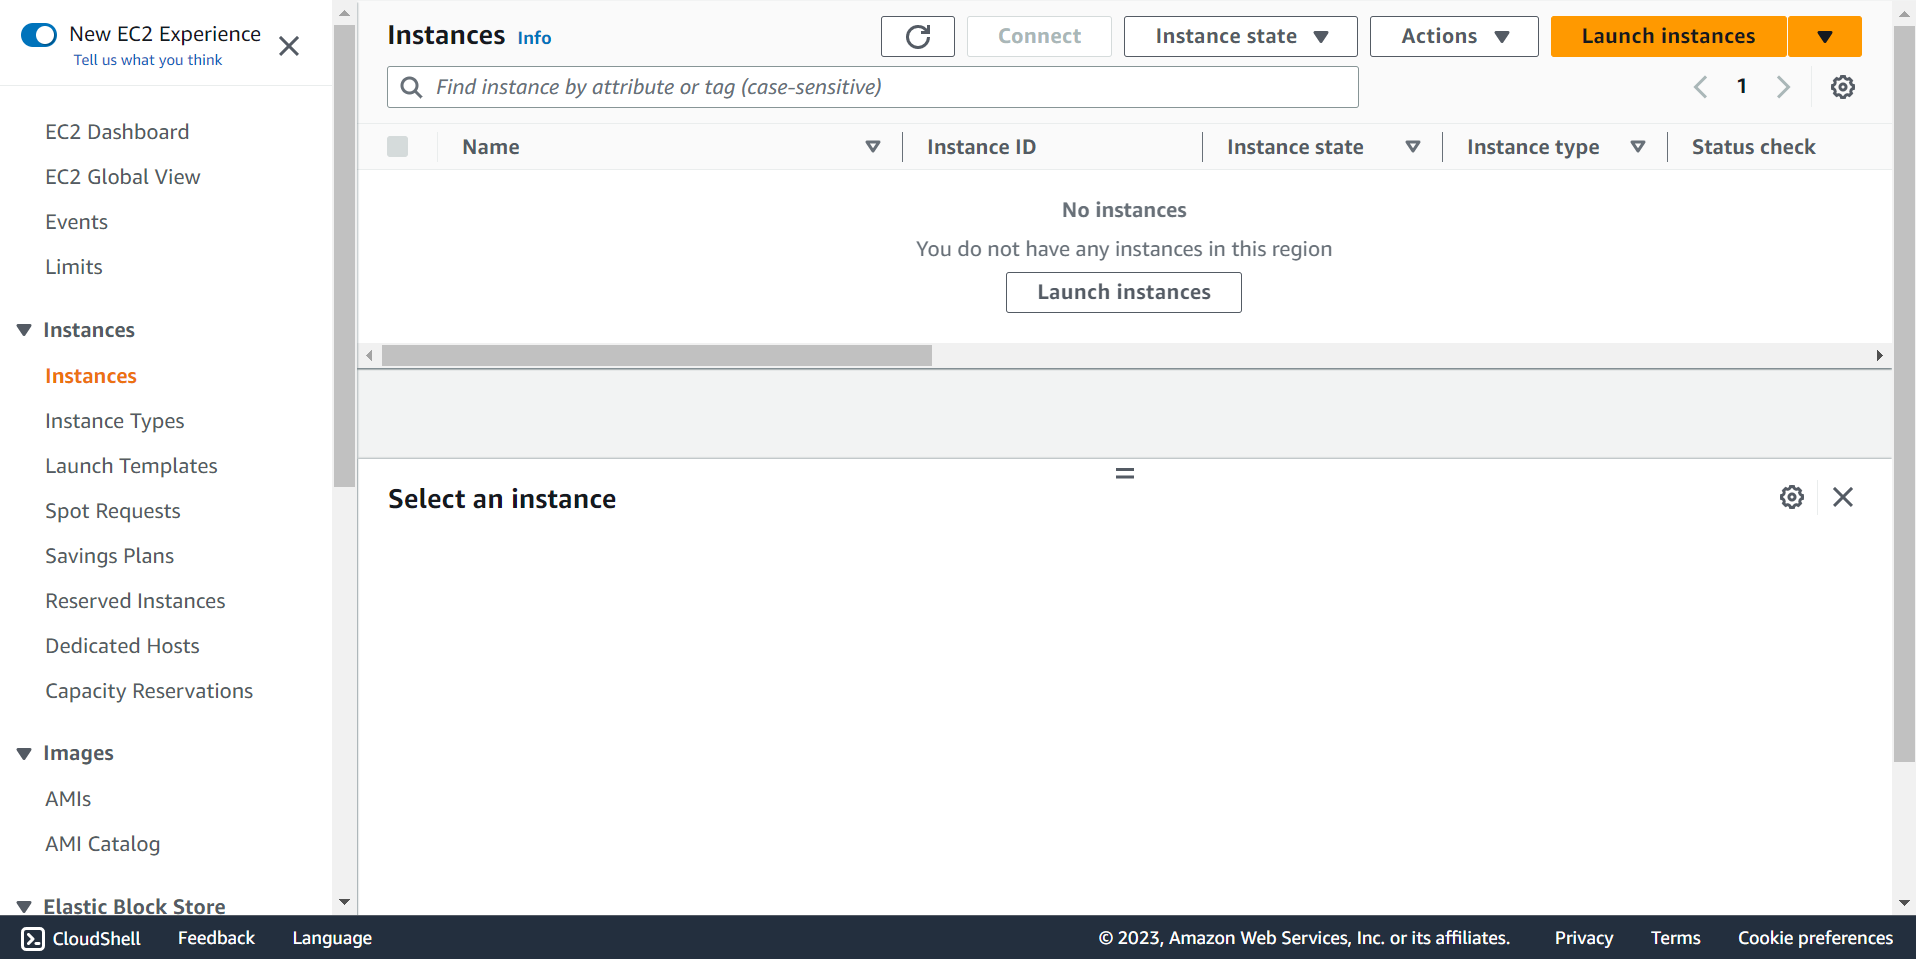 New EC2 Experience
Tell us what you think
EC2 Dashboard
EC2 Global View
Events
Limits
Instances
Instances
Instance Types
Launch Templates
Spot Requests
Savings Plans
Reserved Instances
Dedicated Hosts
Capacity Reservations
Images
AMIs
AMI Catalog
Elastic Block Store
Instances Info
Connect
Instance state
Actions
Launch instances
Find instance by attribute or tag (case-sensitive)
1
Name
Instance ID
Instance state
Instance type
Status check
No instances
You do not have any instances in this region
Launch instances
Select an instance
CloudShell
Feedback
Language
© 2023, Amazon Web Services, Inc. or its affiliates.
Privacy
Terms
Cookie preferences